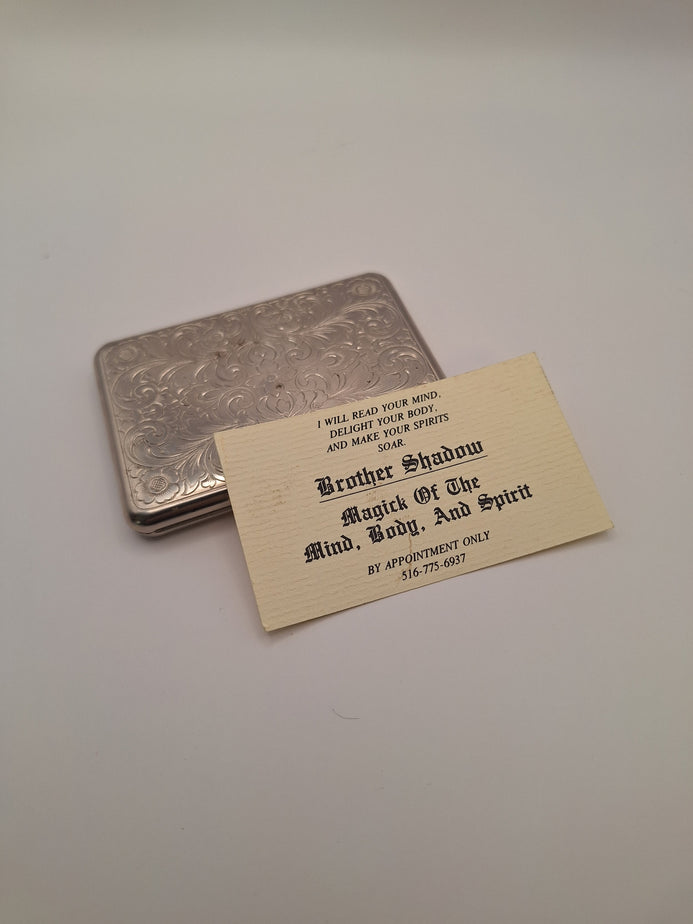 I WILL READ YOUR MIND,
DELIGHT YOUR BODY,
AND MAKE YOUR SPIRITS
SOAR.
Brother Shadow
Magick Of The
Mind, Body, And Spirit
BY APPOINTMENT ONLY
516-775-6937